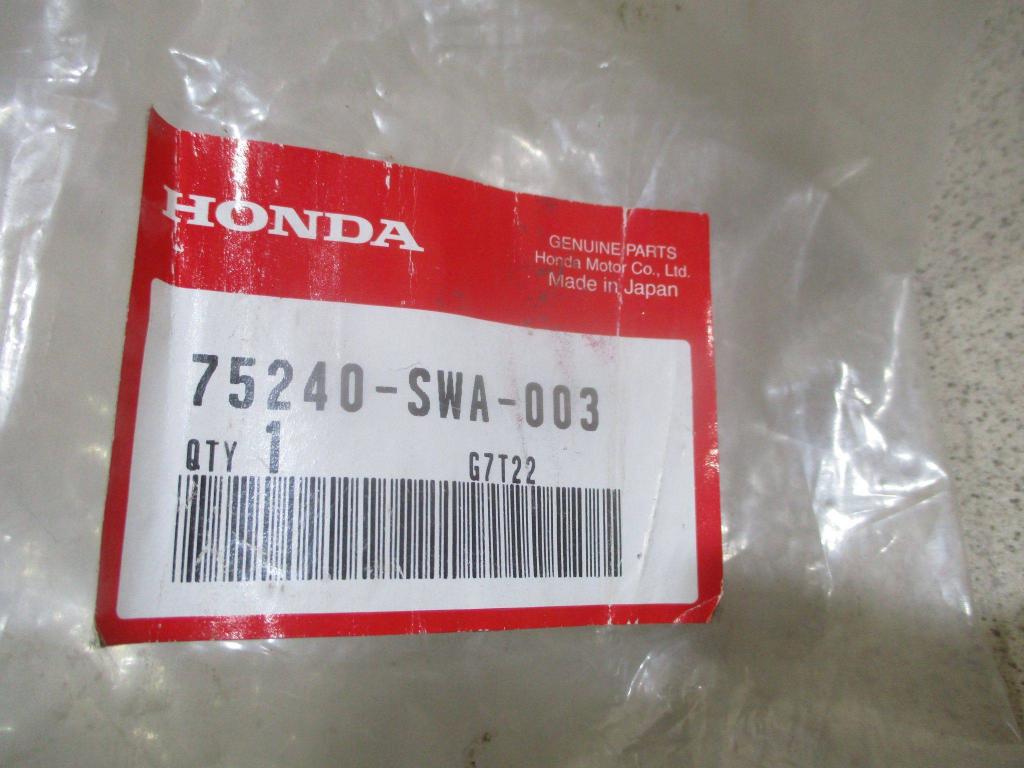 HONDA
GENUINE PARTS
Honda Motor Co., Ltd.
Made in Japan
75240-SWA-003
QTY 1
G7T22